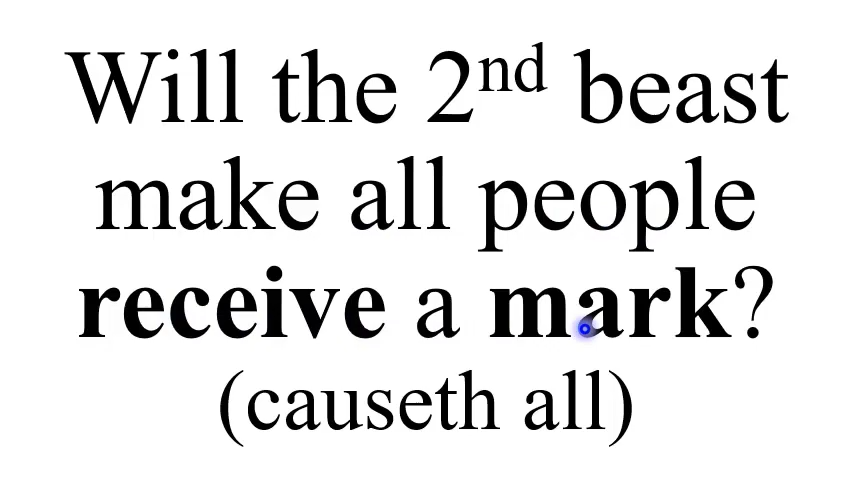 Will the 2nd beast
make all people
receive a mark?
(causeth all)